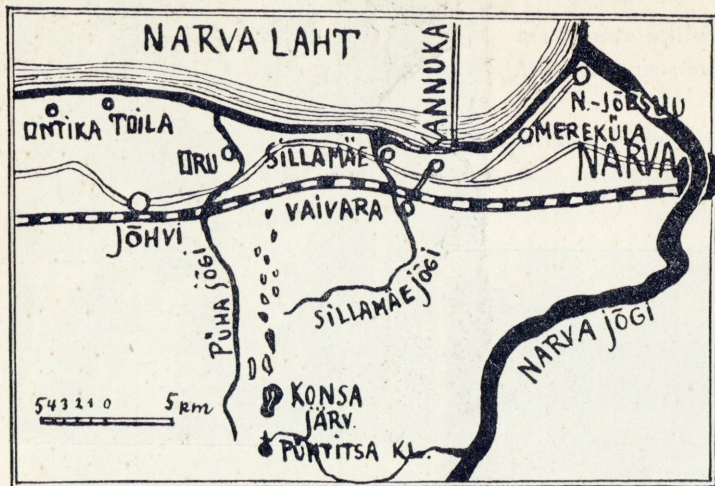 NARVA LAHT
ANNUKA
N.-JÕESUU
ONTIKA TOILA
MEREKÜLA
ORU
SILLAMÄE
NARVA
VAIVARA
JÕHVI
PÜHA JÕGI
SILLAMÄE JÕGI
NARVA JÕGI
KONSA
JÄRV.
PÜHTITSA KL.
5 4 3 2 1 0 5 km